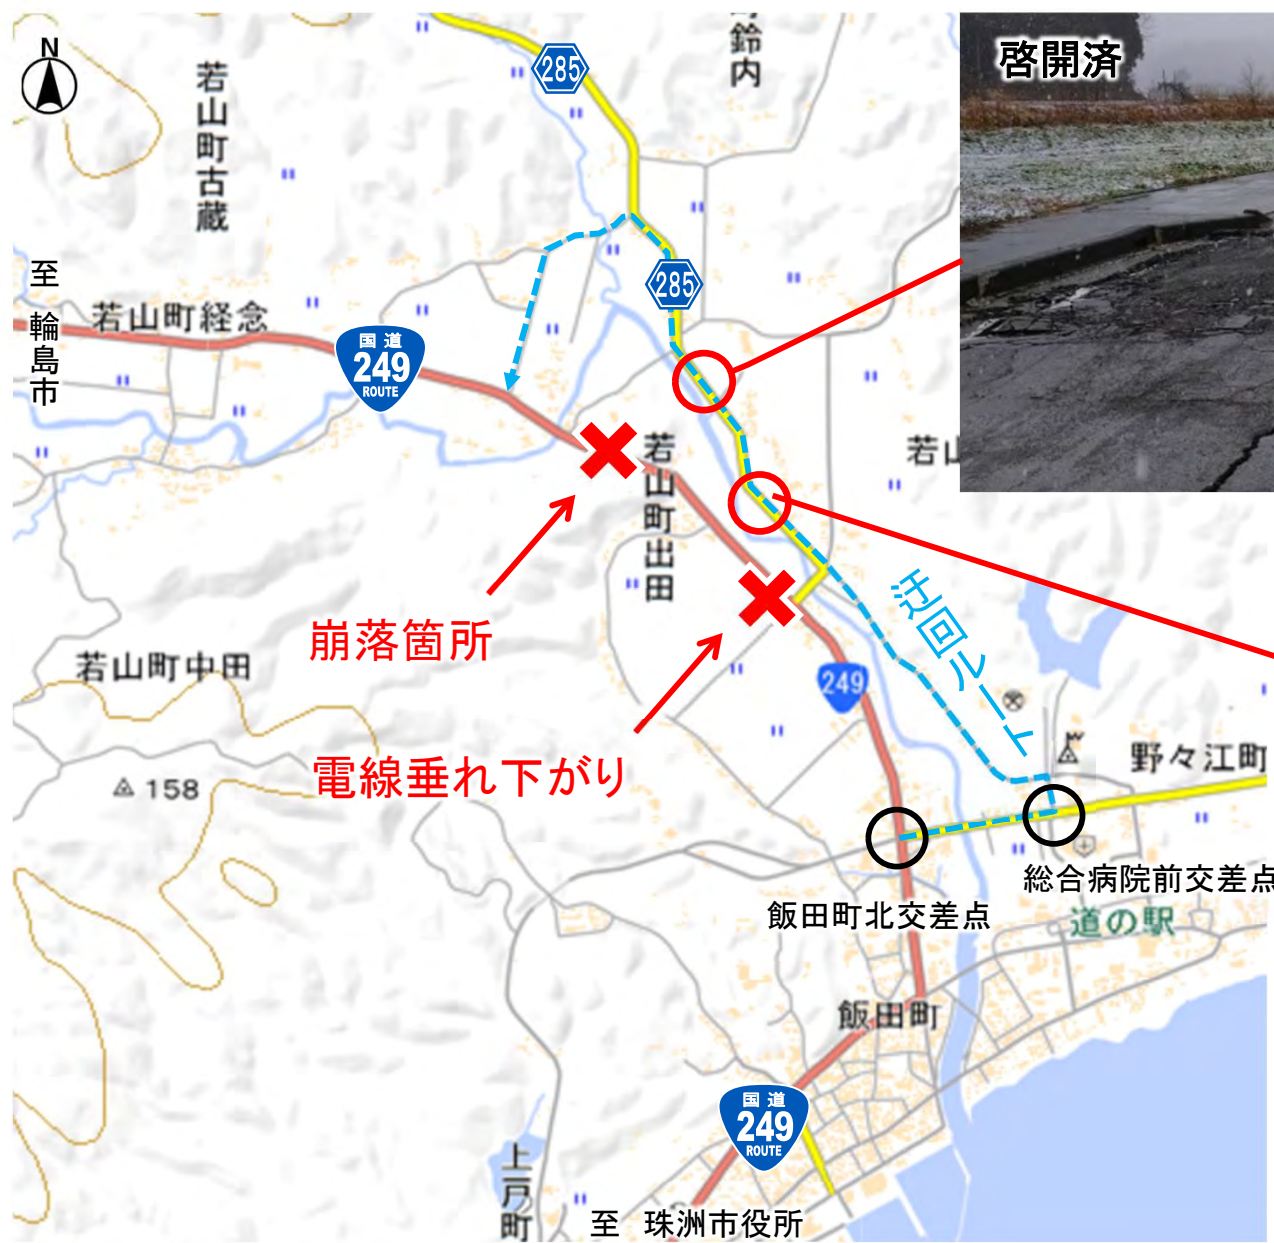 N
285
鈴内
啓開済
若山町古蔵
至 輪島市
若山町経念
国道
249
ROUTE
285
若山町出田
若山
崩落箇所
迂回ルート
若山町中田
249
電線垂れ下がり
158
野々江町
総合病院前交差点
飯田町北交差点
道の駅
飯田町
国道
249
ROUTE
上戸町
至 珠洲市役所